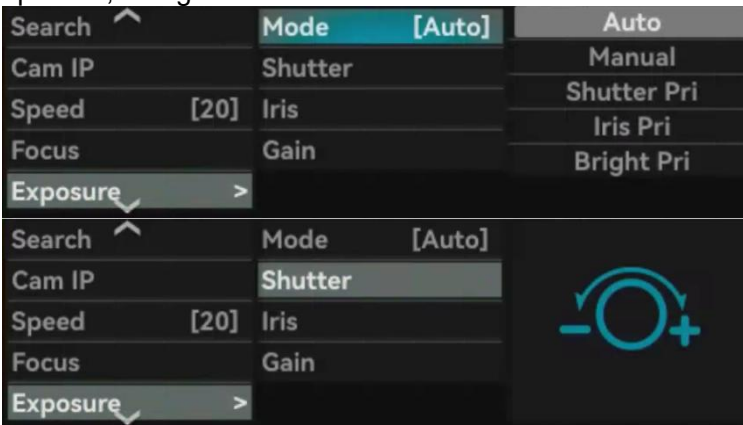 Search Mode [Auto] Auto
Cam IP Shutter Manual
Speed [20] Iris Shutter Pri
Focus Gain Iris Pri
Exposure > Bright Pri
Search Mode [Auto]
Cam IP Shutter
Speed [20] Iris - +
Focus Gain
Exposure >